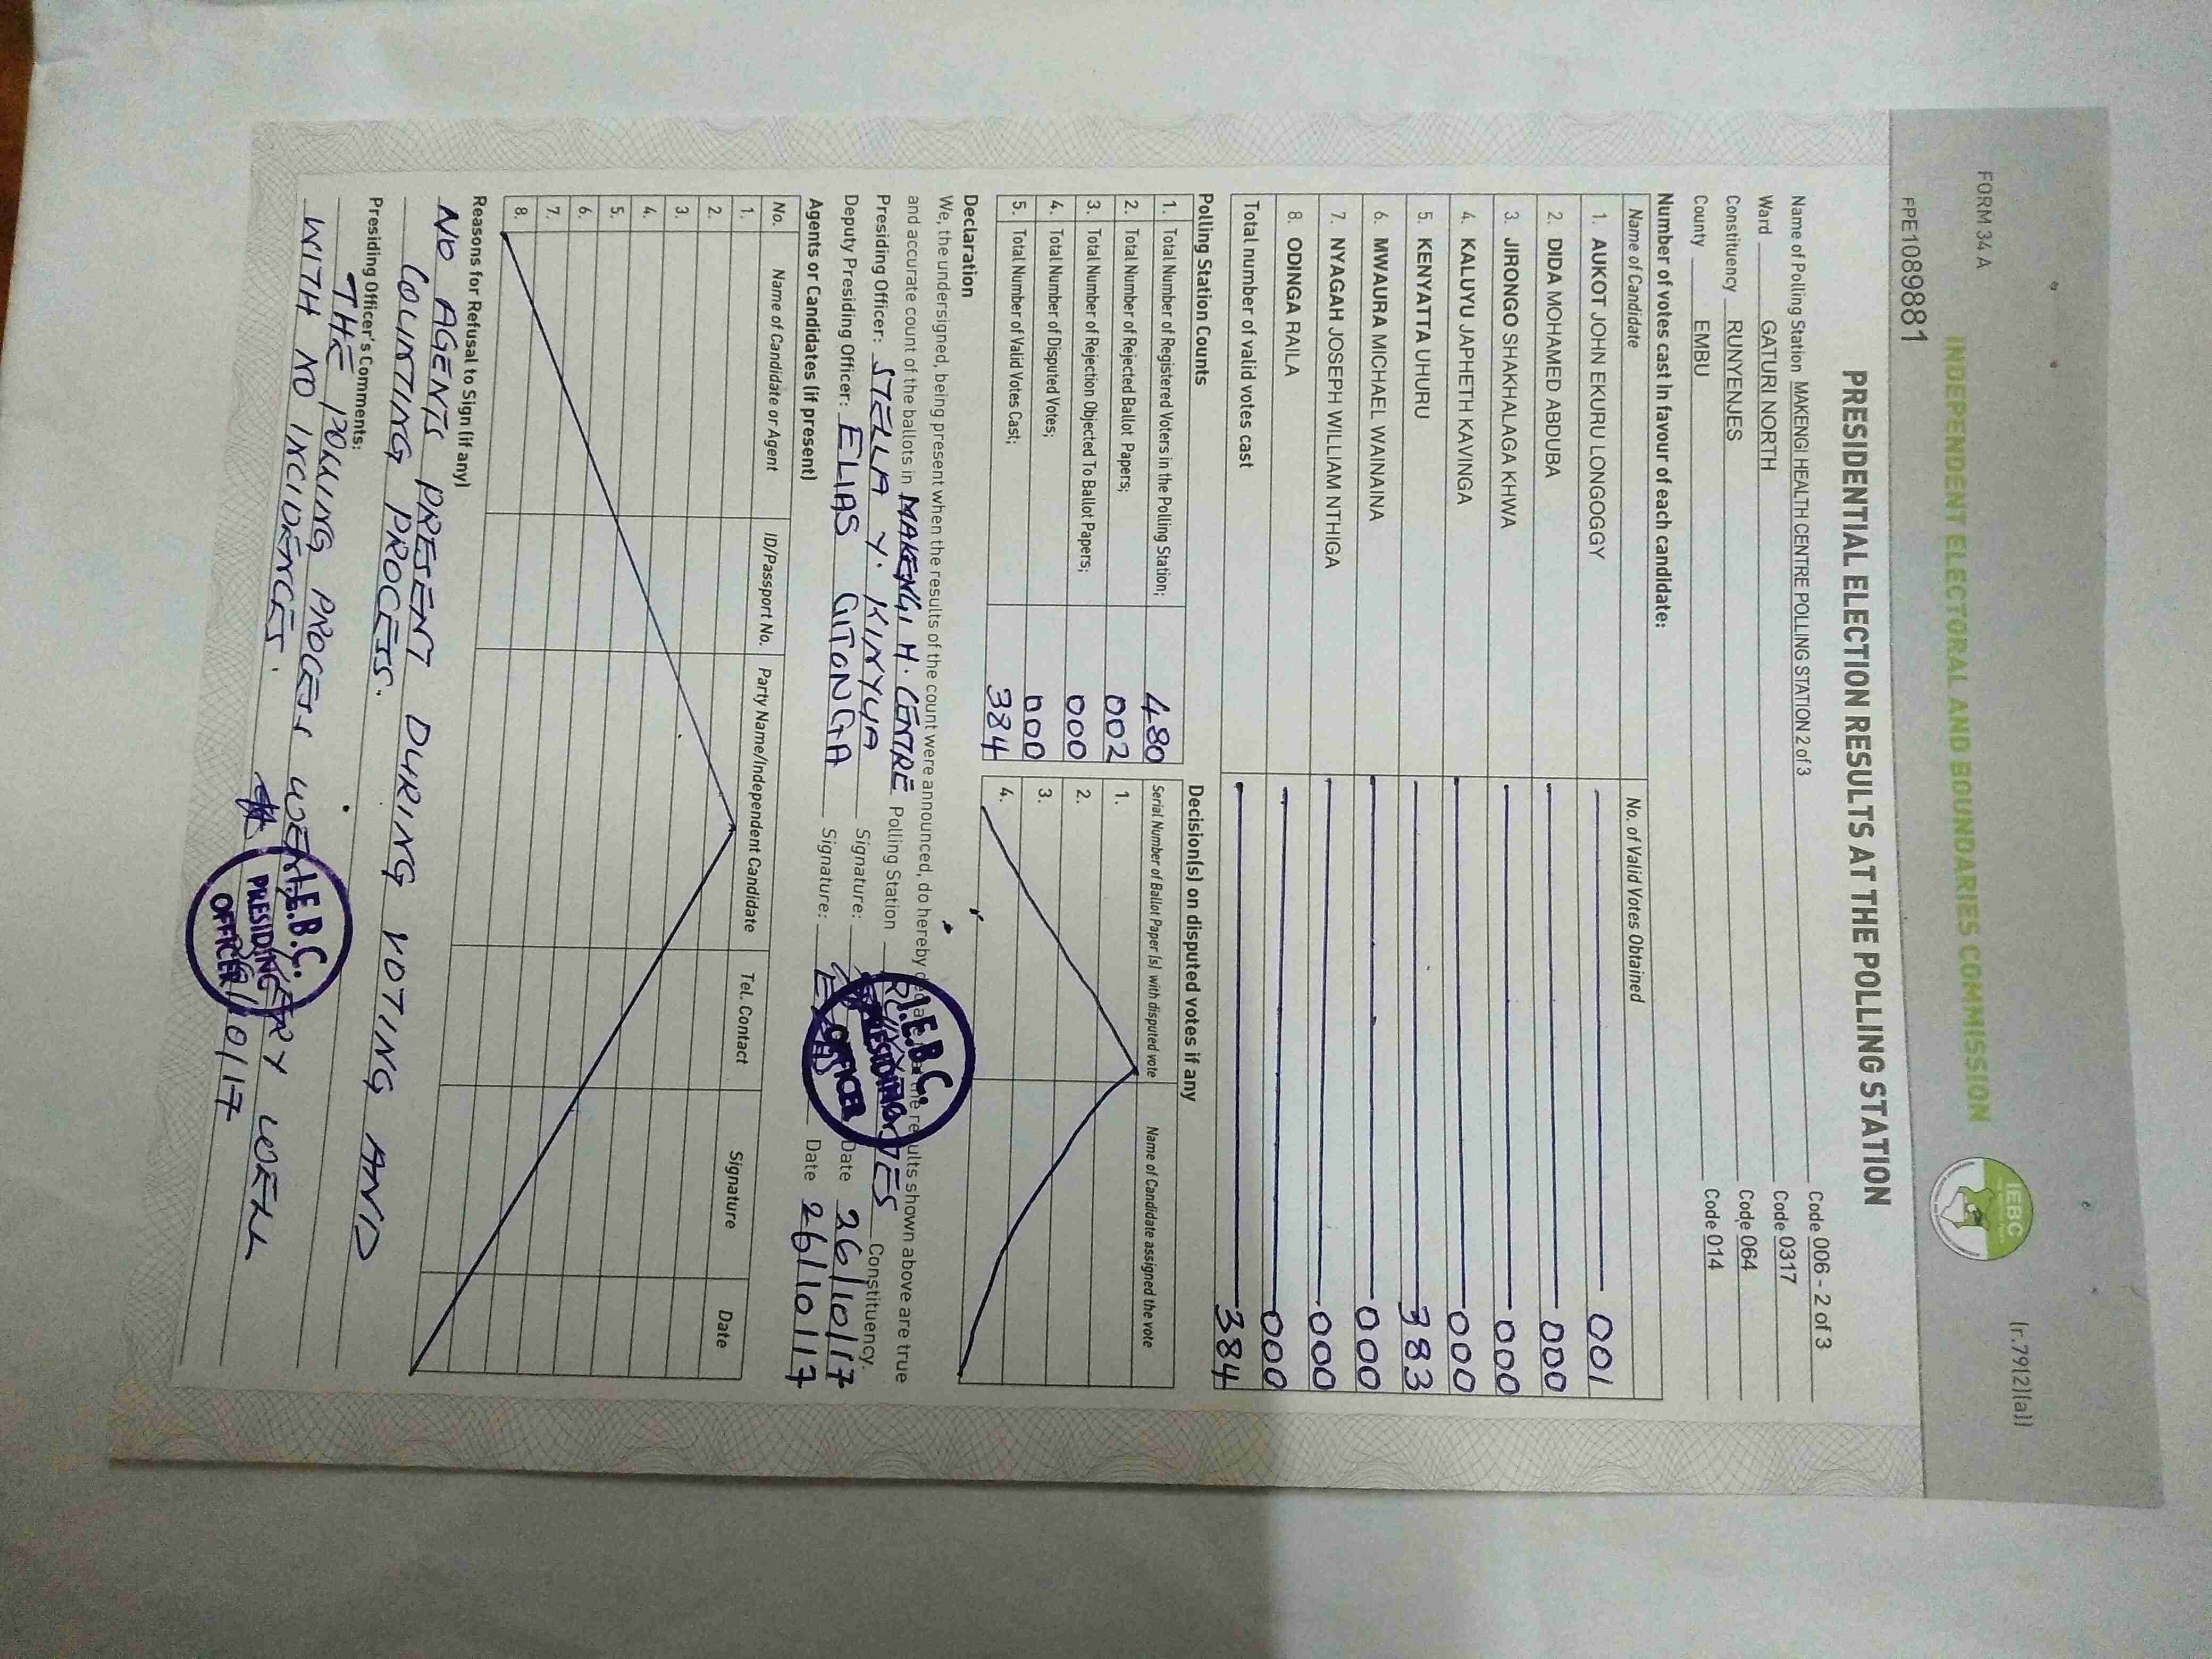 FORM 34 A
(r.79(2)(a))
INDEPENDENT ELECTORAL AND BOUNDARIES COMMISSION
IEBC
FPE1089881
PRESIDENTIAL ELECTION RESULTS AT THE POLLING STATION
Name of Polling Station MAKENGI HEALTH CENTRE POLLING STATION 2 of 3 Code 006 - 2 of 3
Ward GATURI NORTH Code 0317
Constituency RUNYENJES Code 064
County EMBU Code 014
Number of votes cast in favour of each candidate:
Name of Candidate No. of Valid Votes Obtained
1. AUKOT JOHN EKURU LONGOGGY 001
2. DIDA MOHAMED ABDUBA 000
3. JIRONGO SHAKHALAGA KHWA 000
4. KALUYU JAPHETH KAVINGA 000
5. KENYATTA UHURU 383
6. MWAURA MICHAEL WAINAINA 000
7. NYAGAH JOSEPH WILLIAM NTHIGA 000
8. ODINGA RAILA 000
Total number of valid votes cast 384
Polling Station Counts
1. Total Number of Registered Voters in the Polling Station; 480
2. Total Number of Rejected Ballot Papers; 002
3. Total Number of Rejection Objected To Ballot Papers; 000
4. Total Number of Disputed Votes; 000
5. Total Number of Valid Votes Cast; 384
Decision(s) on disputed votes if any
Serial Number of Ballot Paper (s) with disputed vote Name of Candidate assigned the vote
1.
2.
3.
4.
Declaration
We, the undersigned, being present when the results of the count were announced, do hereby declare that the results shown above are true
and accurate count of the ballots in MAKENGI H. CENTRE Polling Station RUNYENJES Constituency.
Presiding Officer: STELLA Y. KINYUA Signature: Date 26/10/17
Deputy Presiding Officer: ELIAS GITONGA Signature: Date 26/10/17
I.E.B.C.
PRESIDING
OFFICER
Agents or Candidates (if present)
No. Name of Candidate or Agent ID/Passport No. Party Name/Independent Candidate Tel. Contact Signature Date
1.
2.
3.
4.
5.
6.
7.
8.
Reasons for Refusal to Sign (if any)
NO AGENTS PRESENT DURING VOTING AND
COUNTING PROCESS.
Presiding Officer's Comments:
THE POLLING PROCESS WENT VERY WELL
WITH NO INCIDENCES.
I.E.B.C.
PRESIDING
OFFICER